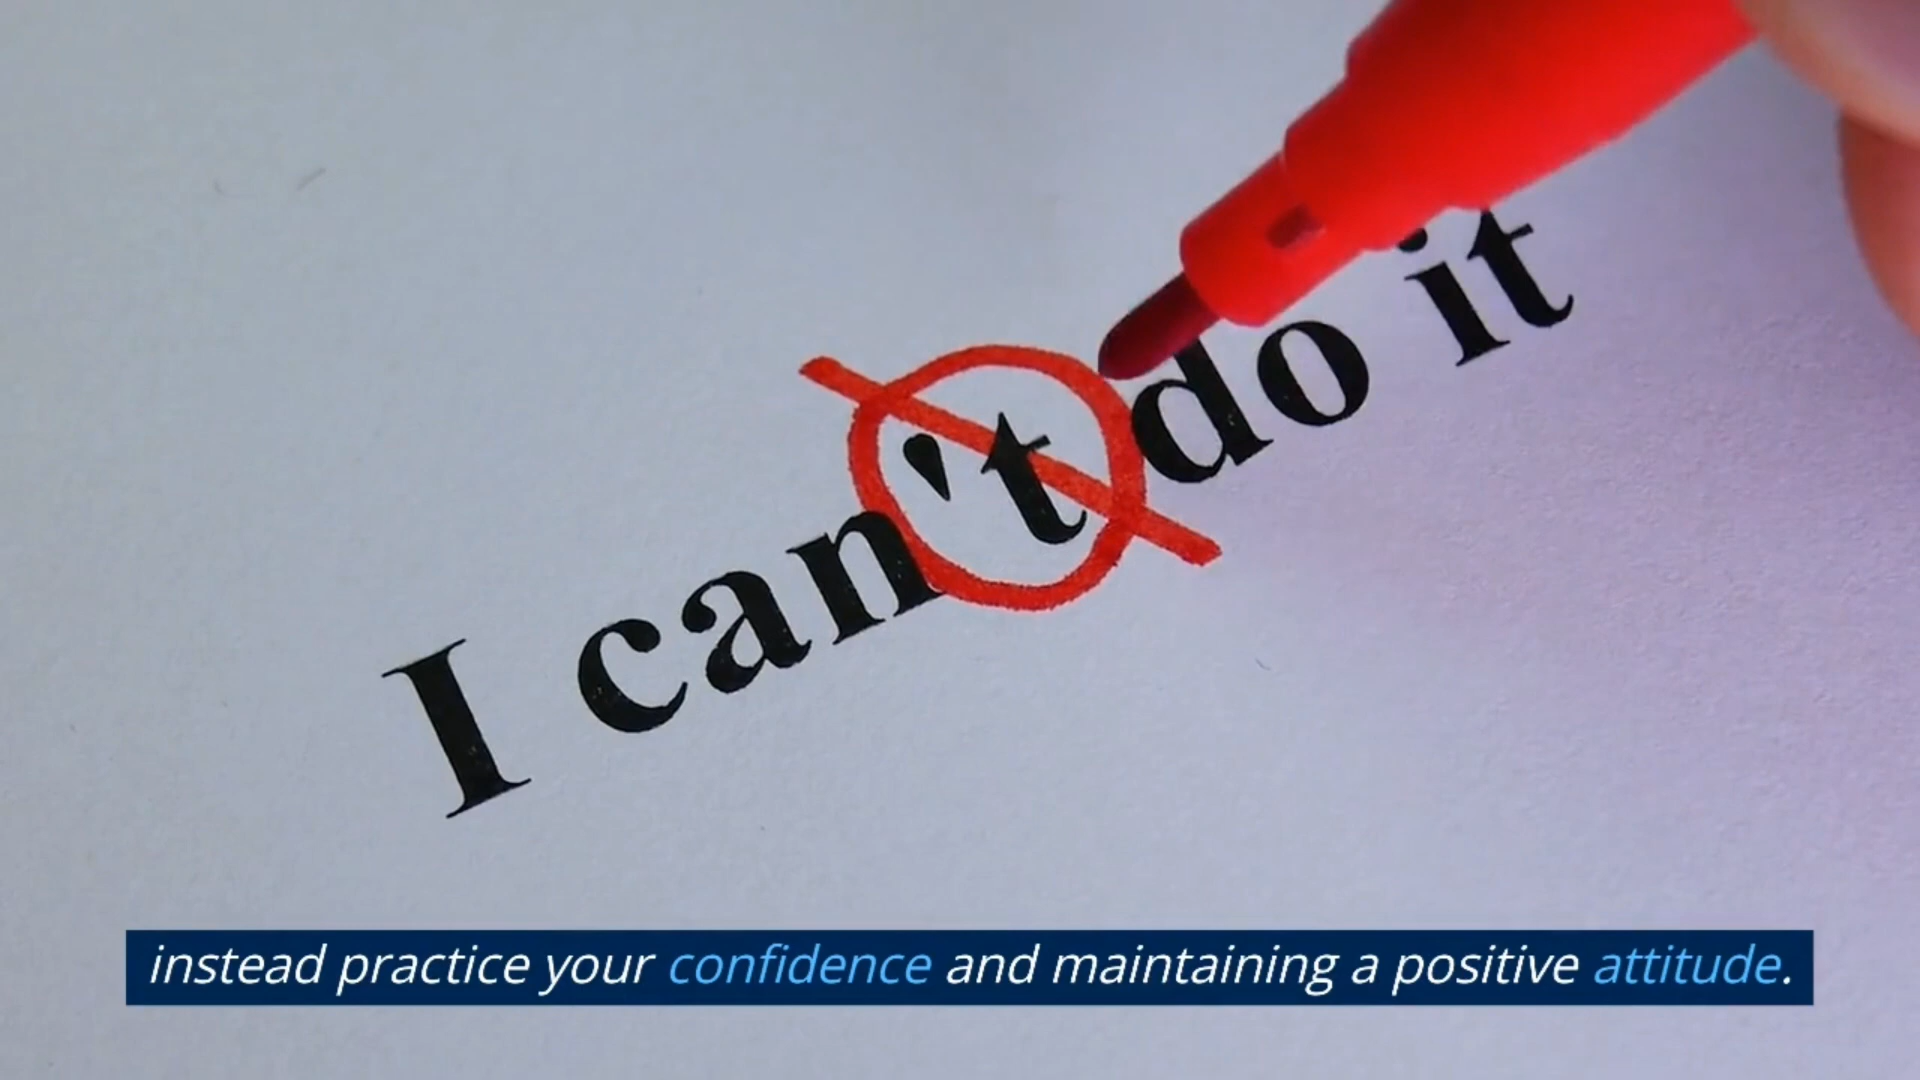 I can't do it
instead practice your confidence and maintaining a positive attitude.